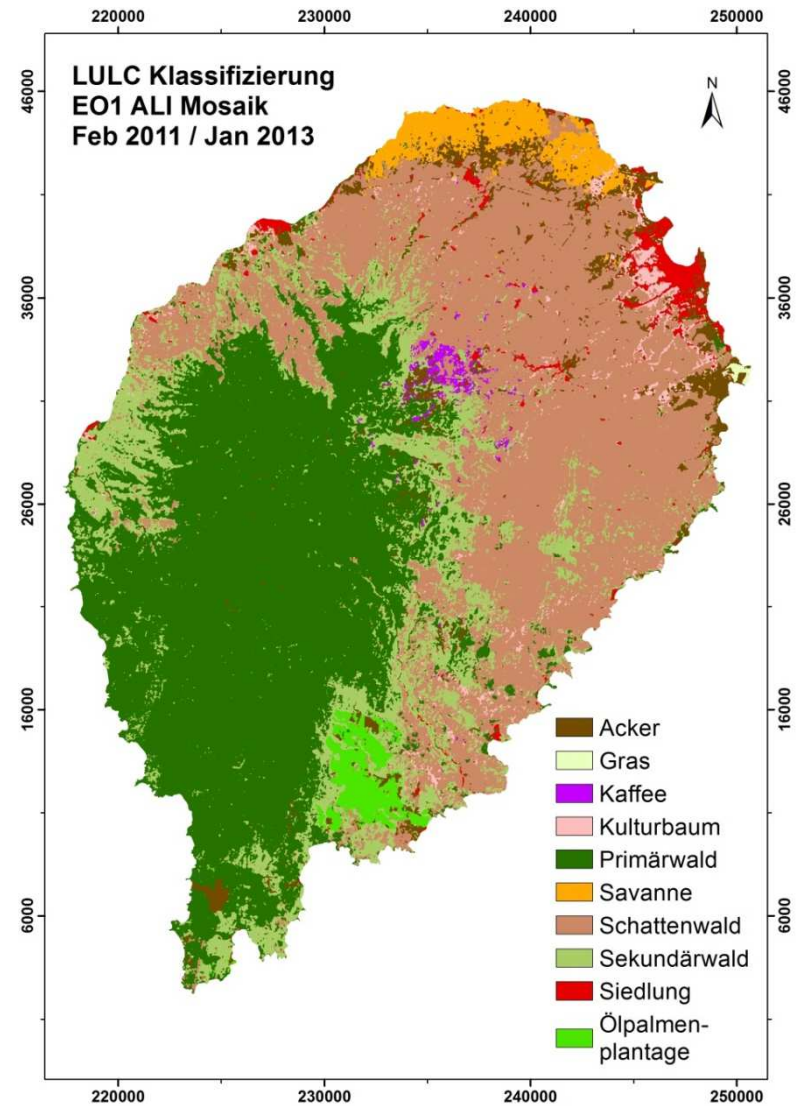 220000 230000 240000 250000
LULC Klassifizierung
EO1 ALI Mosaik
Feb 2011 / Jan 2013
N
46000 46000
36000 36000
26000 26000
16000 16000
6000 6000
Acker
Gras
Kaffee
Kulturbaum
Primärwald
Savanne
Schattenwald
Sekundärwald
Siedlung
Ölpalmen-
plantage
220000 230000 240000 250000